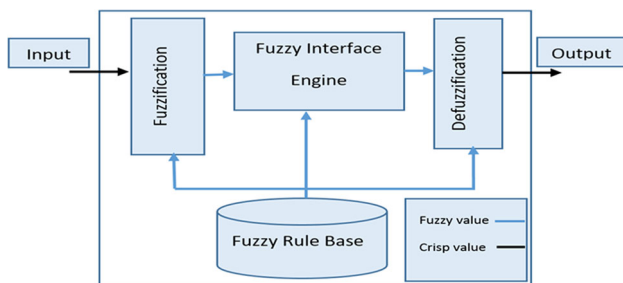 Input
Fuzzification
Fuzzy Interface
Engine
Defuzzification
Output
Fuzzy Rule Base
Fuzzy value
Crisp value